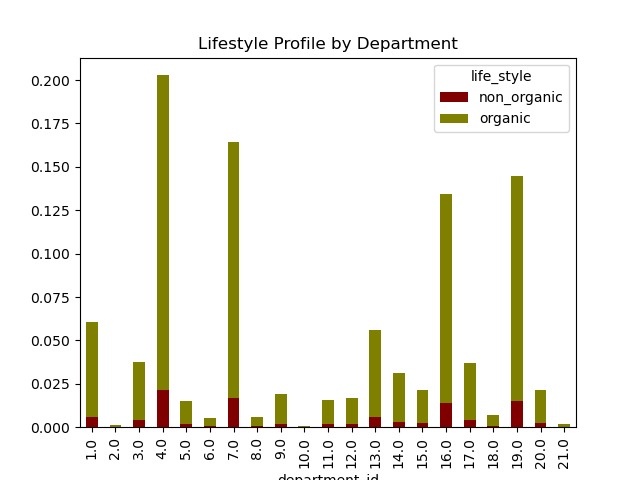 Lifestyle Profile by Department
life_style
non_organic
organic
0.200
0.175
0.150
0.125
0.100
0.075
0.050
0.025
0.000
1.0 2.0 3.0 4.0 5.0 6.0 7.0 8.0 9.0 10.0 11.0 12.0 13.0 14.0 15.0 16.0 17.0 18.0 19.0 20.0 21.0
department_id